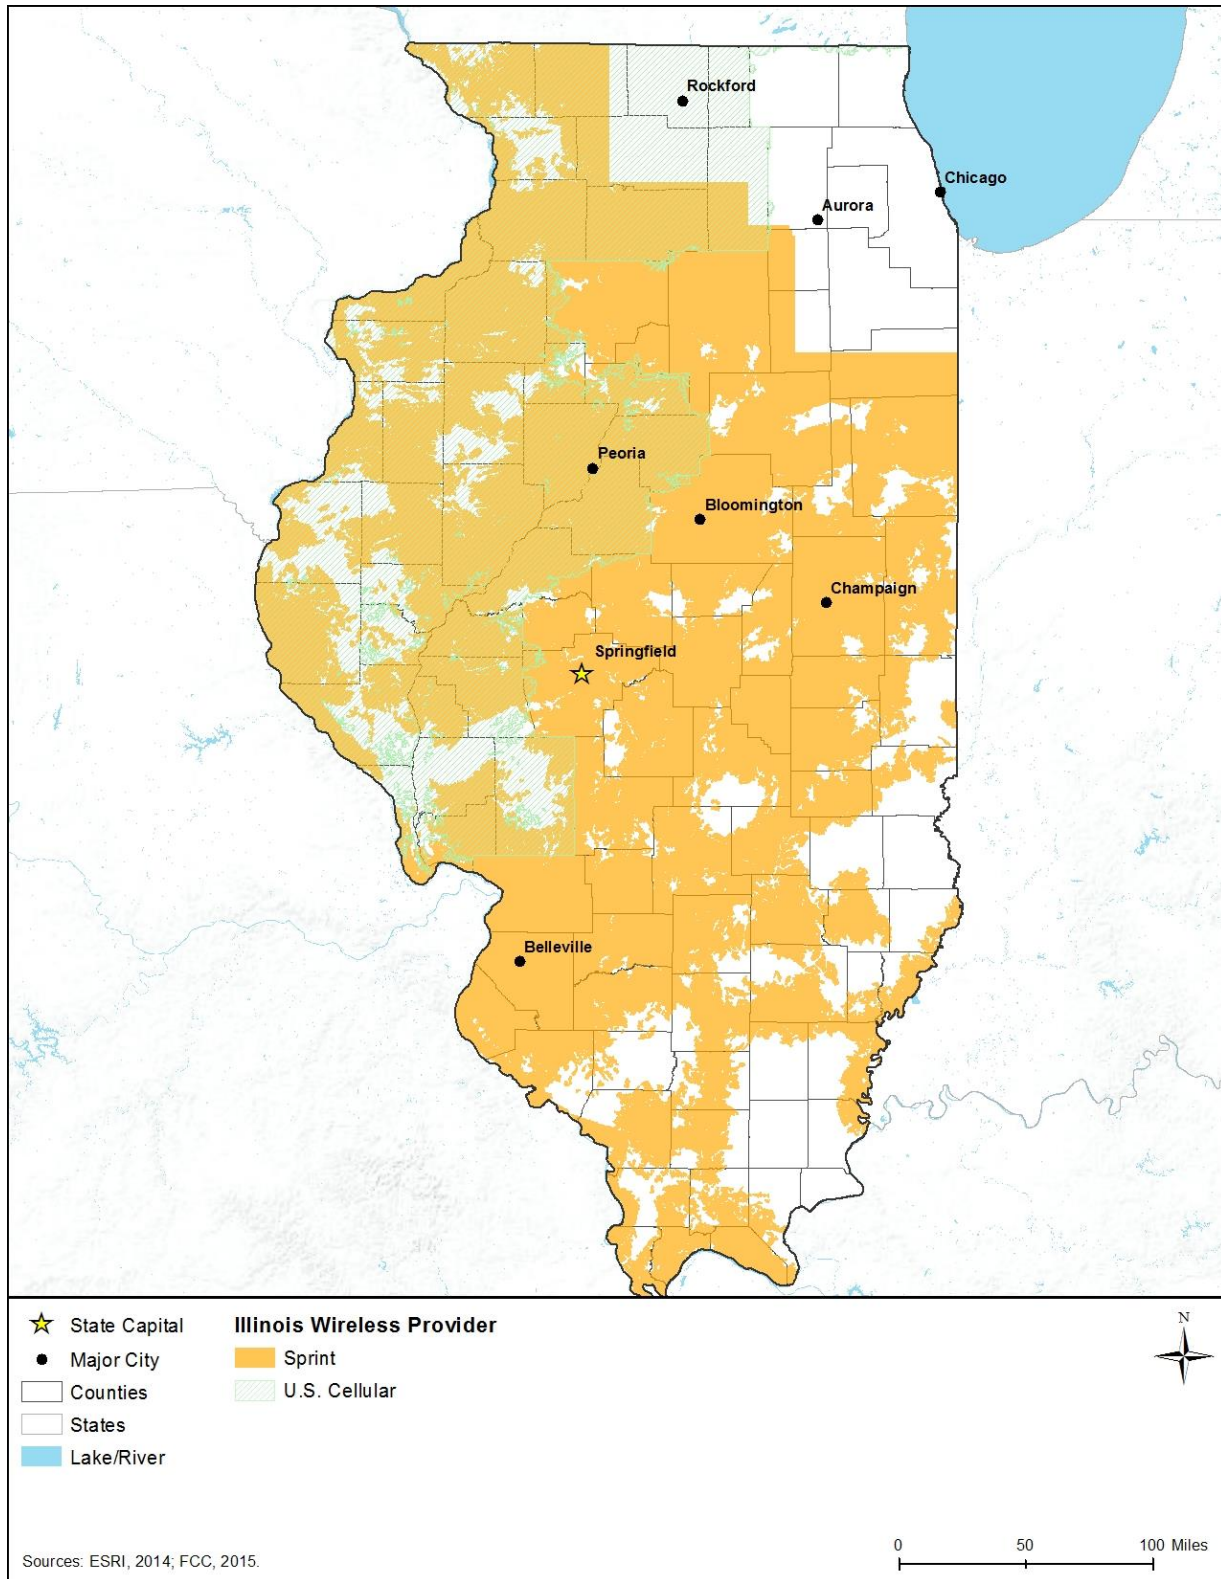 Rockford
Chicago
Aurora
Peoria
Bloomington
Champaign
Springfield
Belleville
State Capital
Major City
Counties
States
Lake/River
Illinois Wireless Provider
Sprint
U.S. Cellular
N
Sources: ESRI, 2014; FCC, 2015.
0 50 100 Miles